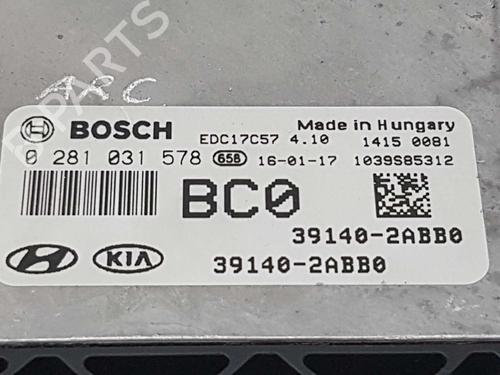 B-PARTS
ARC
BOSCH
EDC17C57 4.10
Made in Hungary
1415 0081
0 281 031 578 658 16-01-17 1039S85312
BC0
39140-2ABB0
KIA
39140-2ABB0